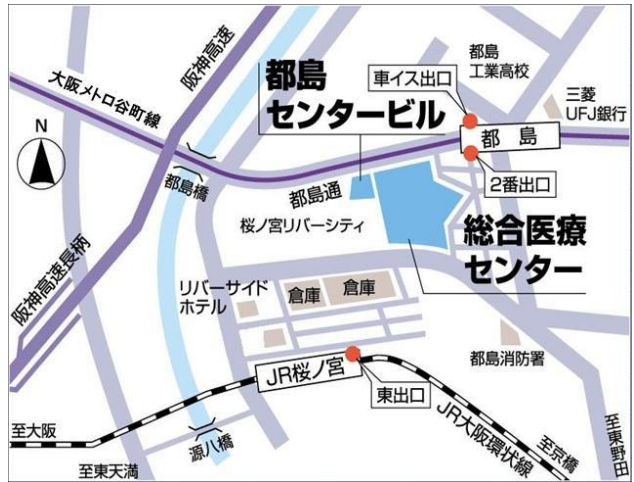 阪神高速
大阪メトロ谷町線
都島
センタービル
車イス出口
都島
工業高校
三菱
UFJ銀行
都 島
N
都島橋
都島通
2番出口
桜ノ宮リバーシティ
総合医療
センター
阪神高速長柄
リバーサイド
ホテル
倉庫
倉庫
都島消防署
JR桜ノ宮
東出口
JR大阪環状線
至大阪
源八橋
至京橋
至東野田
至東天満